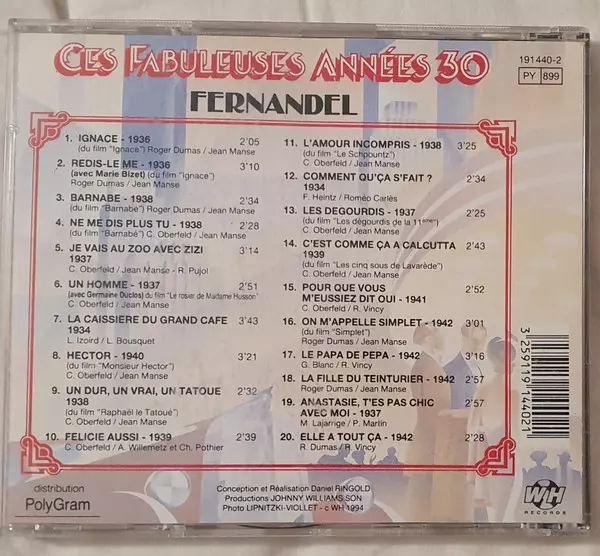 CES FABULEUSES ANNÉES 30
FERNANDEL
191440-2
PY 899
1. IGNACE - 1936 2'05
(du film "Ignace") Roger Dumas / Jean Manse
2. REDIS-LE ME - 1936 3'10
(avec Marie Bizet) (du film "Ignace")
Roger Dumas / Jean Manse
3. BARNABE - 1938 2'34
(du film "Barnabé") Roger Dumas / Jean Manse
4. NE ME DIS PLUS TU - 1938 2'28
(du film "Barnabé") C. Oberfeld / Jean Manse
5. JE VAIS AU ZOO AVEC ZIZI 3'14
1937
C. Oberfeld / Jean Manse - R. Pujol
6. UN HOMME - 1937 2'51
(avec Germaine Duclos) du film "Le rosier de Madame Husson"
C. Oberfeld / Jean Manse
7. LA CAISSIERE DU GRAND CAFE 3'43
1934
L. Izoird / L. Bousquet
8. HECTOR - 1940 3'21
(du film "Monsieur Hector")
C. Oberfeld / Jean Manse
9. UN DUR, UN VRAI, UN TATOUE 2'32
1938
(du film "Raphaël le Tatoué")
C. Oberfeld / Jean Manse
10. FELICIE AUSSI - 1939 2'39
C. Oberfeld / A. Willemetz et Ch. Pothier
11. L'AMOUR INCOMPRIS - 1938 3'25
(du film "Le Schpountz")
C. Oberfeld / Jean Manse
12. COMMENT QU'ÇA S'FAIT ? 2'34
1934
F. Heintz / Roméo Carlès
13. LES DEGOURDIS - 1937 2'25
(du film "Les dégourdis de la 11ème")
C. Oberfeld / Jean Manse
14. C'EST COMME ÇA A CALCUTTA 2'43
1939
(du film "Les cinq sous de Lavarède")
C. Oberfeld / Jean Manse
15. POUR QUE VOUS 2'52
M'EUSSIEZ DIT OUI - 1941
C. Oberfeld / R. Vincy
16. ON M'APPELLE SIMPLET - 1942 3'01
(du film "Simplet")
Roger Dumas / Jean Manse
17. LE PAPA DE PEPA - 1942 3'16
G. Blanc / R. Vincy
18. LA FILLE DU TEINTURIER - 1942 2'57
Roger Dumas / Jean Manse
19. ANASTASIE, T'ES PAS CHIC 2'57
AVEC MOI - 1937
M. Lajarrige / P. Martin
20. ELLE A TOUT ÇA - 1942 2'28
R. Dumas / R. Vincy
3 259119 144021
distribution
PolyGram
Conception et Réalisation Daniel RINGOLD
Productions JOHNNY WILLIAMS SON
Photo LIPNITZKI-VIOLLET - c WH 1994
WH
RECORDS